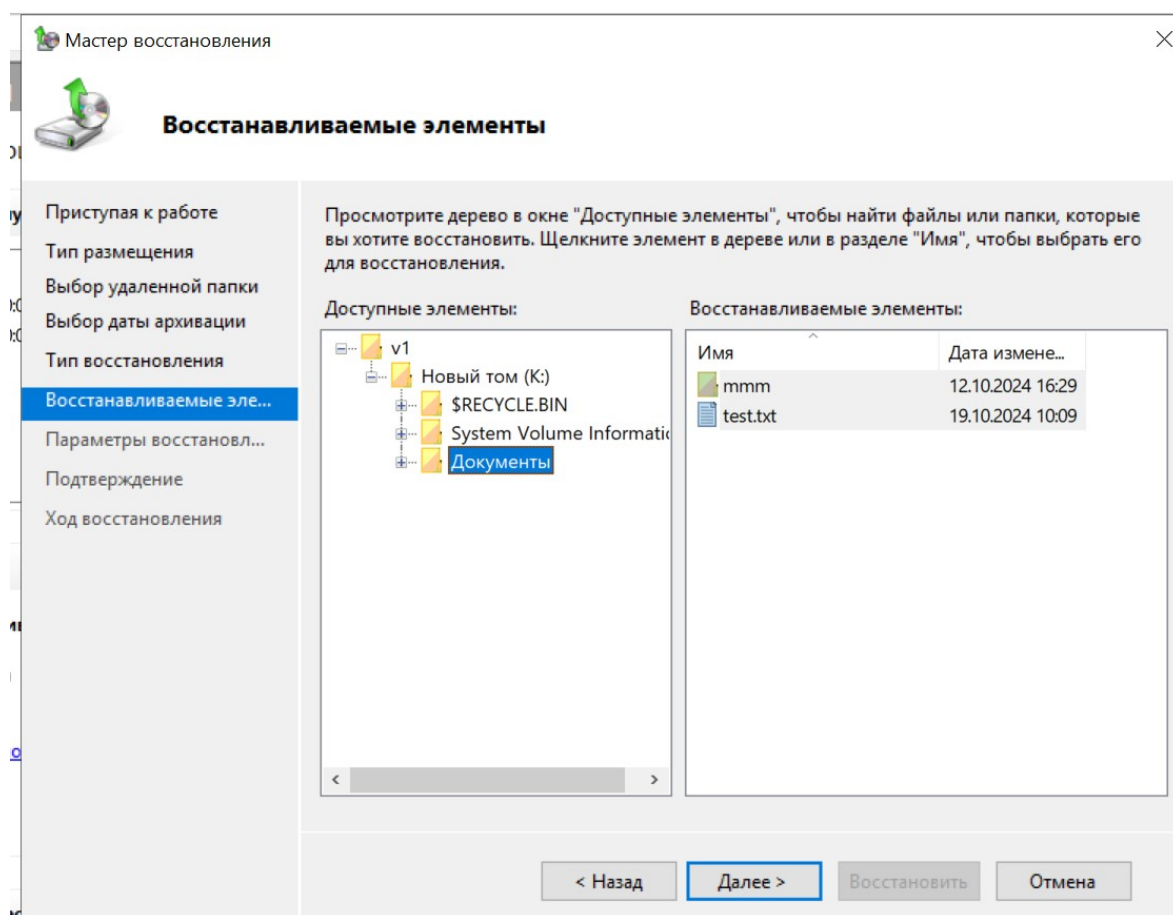 Мастер восстановления
Восстанавливаемые элементы
Приступая к работе
Тип размещения
Выбор удаленной папки
Выбор даты архивации
Тип восстановления
Восстанавливаемые эле...
Параметры восстановл...
Подтверждение
Ход восстановления
Просмотрите дерево в окне "Доступные элементы", чтобы найти файлы или папки, которые
вы хотите восстановить. Щелкните элемент в дереве или в разделе "Имя", чтобы выбрать его
для восстановления.
Доступные элементы:
v1
Новый том (K:)
$RECYCLE.BIN
System Volume Informatic
Документы
Восстанавливаемые элементы:
Имя Дата измене...
mmm 12.10.2024 16:29
test.txt 19.10.2024 10:09
< Назад Далее > Восстановить Отмена